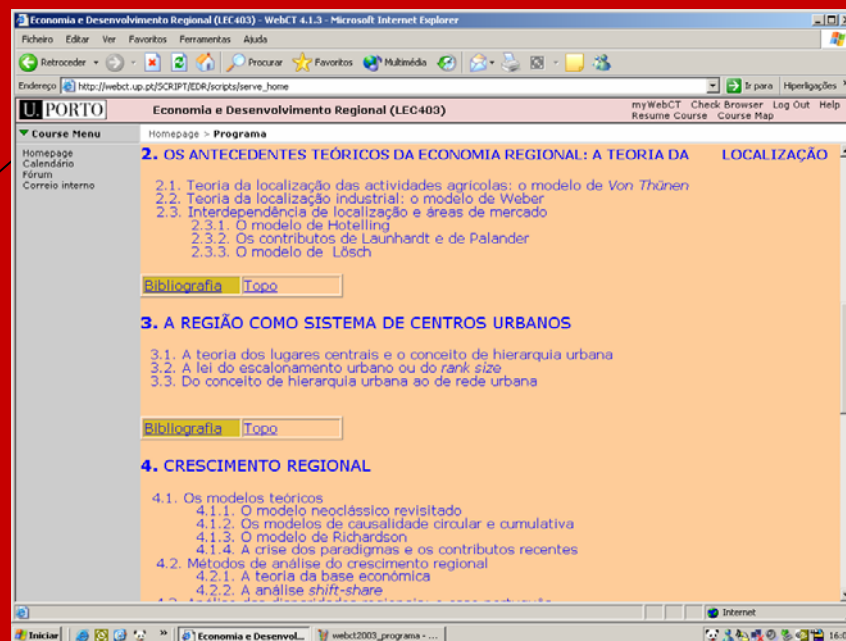 Economia e Desenvolvimento Regional (LEC403) - WebCT 4.1.3 - Microsoft Internet Explorer
Ficheiro Editar Ver Favoritos Ferramentas Ajuda
Retroceder Procurar Favoritos Multimédia
Endereço http://webct.up.pt/SCRIPT/EDR/scripts/serve_home Ir para Hiperligações
U. PORTO Economia e Desenvolvimento Regional (LEC403) myWebCT Check Browser Log Out Help
Resume Course Course Map
Course Menu Homepage > Programa
Homepage
Calendário
Fórum
Correio interno
2. OS ANTECEDENTES TEÓRICOS DA ECONOMIA REGIONAL: A TEORIA DA LOCALIZAÇÃO
2.1. Teoria da localização das actividades agrícolas: o modelo de Von Thünen
2.2. Teoria da localização industrial: o modelo de Weber
2.3. Interdependência de localização e áreas de mercado
2.3.1. O modelo de Hotelling
2.3.2. Os contributos de Launhardt e de Palander
2.3.3. O modelo de Lösch
Bibliografia Topo
3. A REGIÃO COMO SISTEMA DE CENTROS URBANOS
3.1. A teoria dos lugares centrais e o conceito de hierarquia urbana
3.2. A lei do escalonamento urbano ou do rank size
3.3. Do conceito de hierarquia urbana ao de rede urbana
Bibliografia Topo
4. CRESCIMENTO REGIONAL
4.1. Os modelos teóricos
4.1.1. O modelo neoclássico revisitado
4.1.2. Os modelos de causalidade circular e cumulativa
4.1.3. O modelo de Richardson
4.1.4. A crise dos paradigmas e os contributos recentes
4.2. Métodos de análise do crescimento regional
4.2.1. A teoria da base económica
4.2.2. A análise shift-share
Internet
Iniciar Economia e Desenvol... webct2003_programa - ...